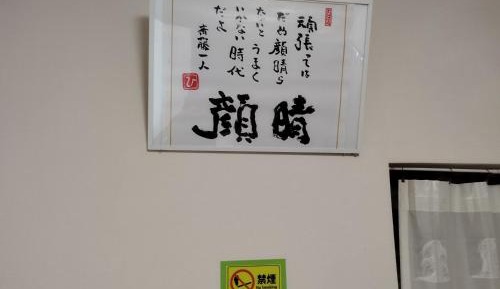 頑張ては
だめ顔晴ら
ないとうまく
いかない時代
だよ
斎藤一人
ひ
顔晴
禁煙
No Smoking